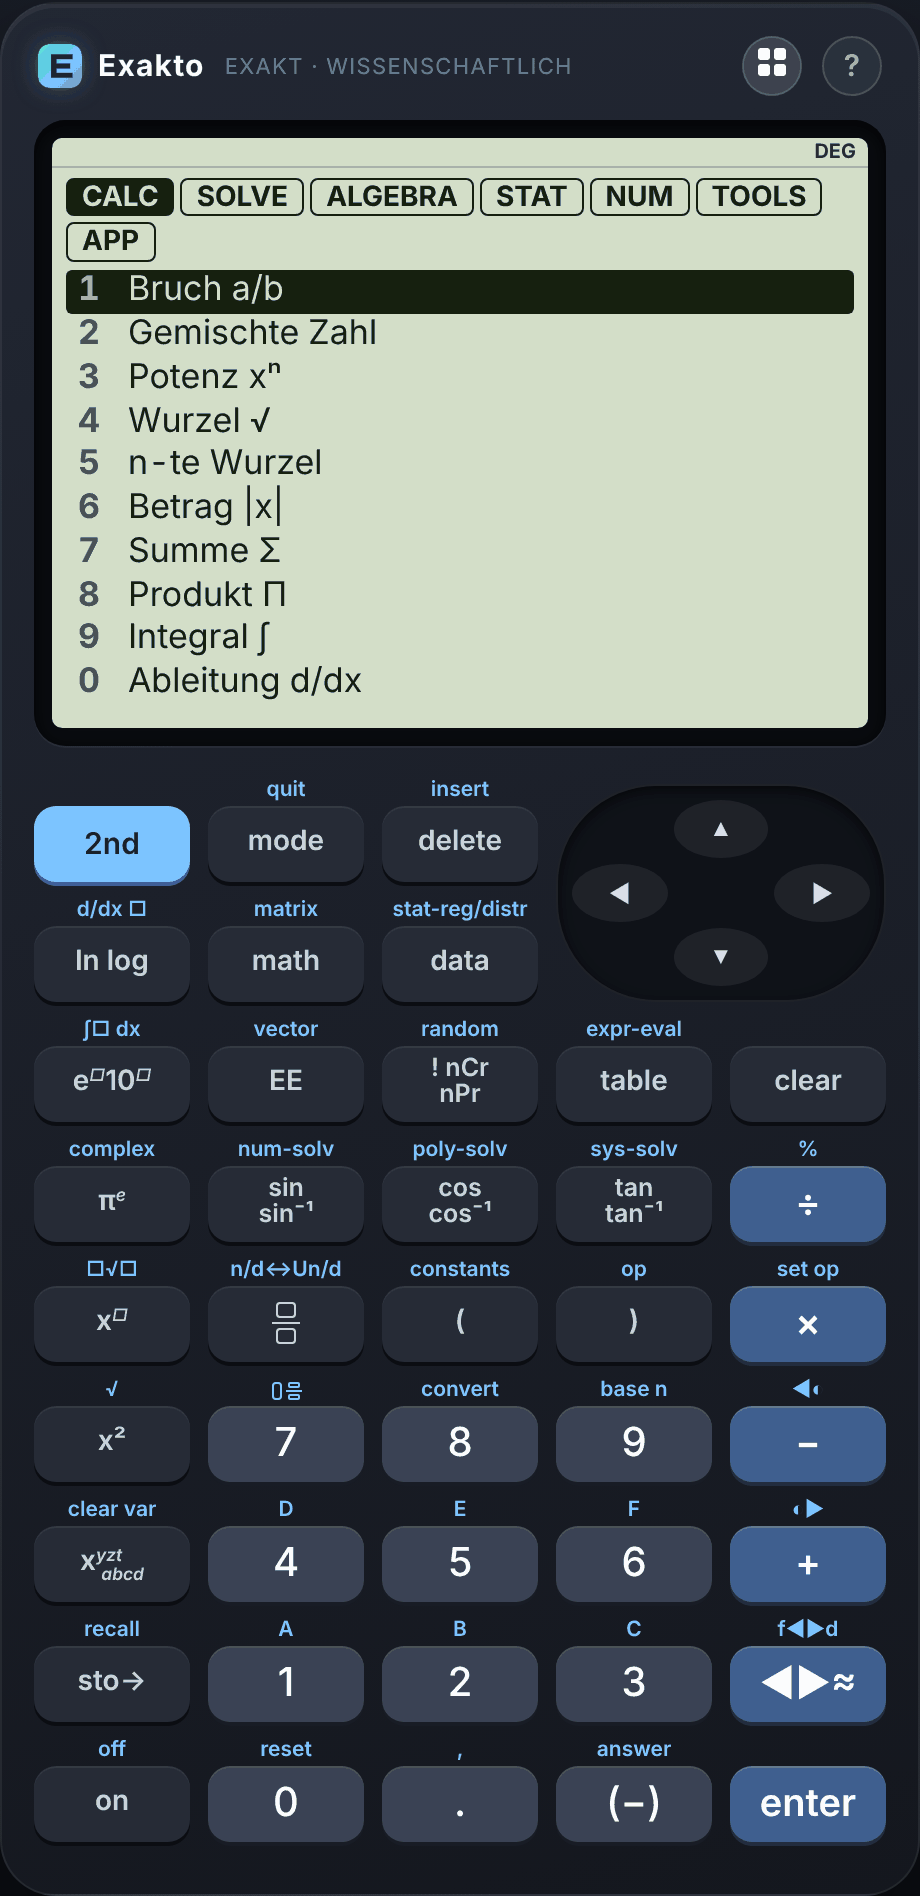 E Exakto EXAKT · WISSENSCHAFTLICH ?
DEG
CALC SOLVE ALGEBRA STAT NUM TOOLS
APP
1 Bruch a/b
2 Gemischte Zahl
3 Potenz xⁿ
4 Wurzel √
5 n-te Wurzel
6 Betrag |x|
7 Summe Σ
8 Produkt Π
9 Integral ∫
0 Ableitung d/dx
quit insert
2nd mode delete ▲
◀ ▶
d/dx □ matrix stat-reg/distr
ln log math data ▼
∫□ dx vector random expr-eval
e□10□ EE ! nCr nPr table clear
complex num-solv poly-solv sys-solv %
πᵉ sin sin⁻¹ cos cos⁻¹ tan tan⁻¹ ÷
□√□ n/d↔Un/d constants op set op
x□ ( ) ×
√ convert base n
x² 7 8 9 −
clear var D E F
x yzt abcd 4 5 6 +
recall A B C f◀▶d
sto→ 1 2 3 ◀▶≈
off reset , answer
on 0 . (−) enter